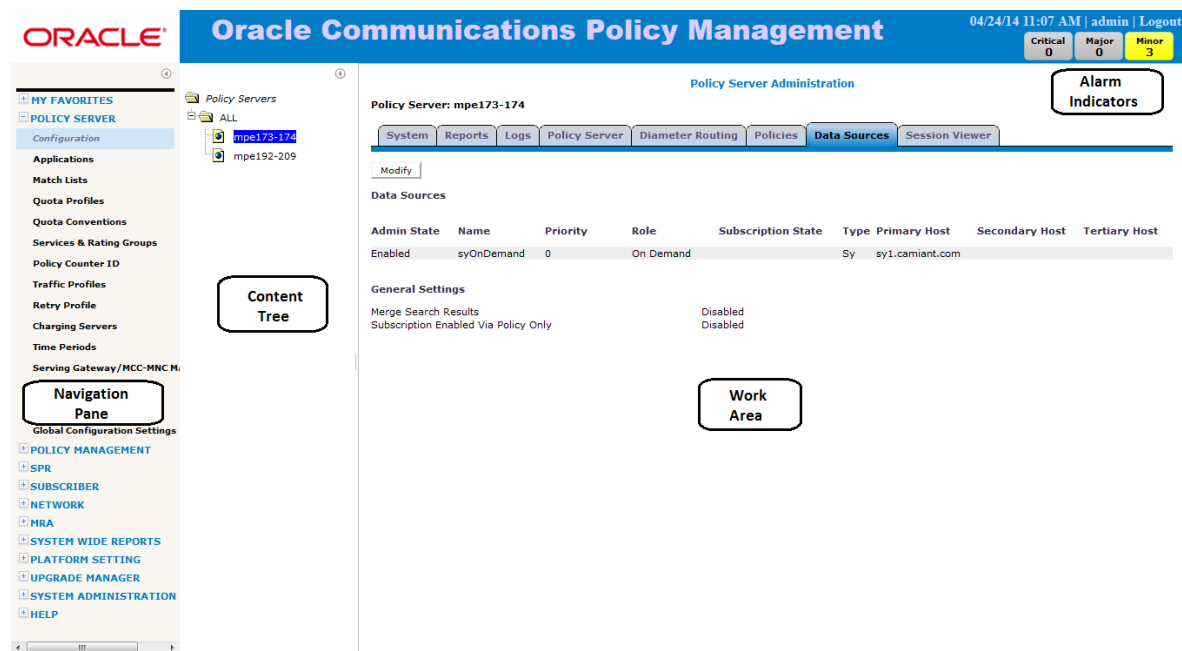 ORACLE®
Oracle Communications Policy Management
04/24/14 11:07 AM | admin | Logout
Critical 0
Major 0
Minor 3
MY FAVORITES
POLICY SERVER
Configuration
Applications
Match Lists
Quota Profiles
Quota Conventions
Services & Rating Groups
Policy Counter ID
Traffic Profiles
Retry Profile
Charging Servers
Time Periods
Serving Gateway/MCC-MNC
Navigation
Pane
Global Configuration Settings
POLICY MANAGEMENT
SPR
SUBSCRIBER
NETWORK
MRA
SYSTEM WIDE REPORTS
PLATFORM SETTING
UPGRADE MANAGER
SYSTEM ADMINISTRATION
HELP
Policy Servers
ALL
mpe173-174
mpe192-209
Content
Tree
Policy Server Administration
Alarm
Indicators
Policy Server: mpe173-174
System Reports Logs Policy Server Diameter Routing Policies Data Sources Session Viewer
Modify
Data Sources
Admin State Name Priority Role Subscription State Type Primary Host Secondary Host Tertiary Host
Enabled syOnDemand 0 On Demand Sy sy1.camiant.com
General Settings
Merge Search Results Disabled
Subscription Enabled Via Policy Only Disabled
Work
Area